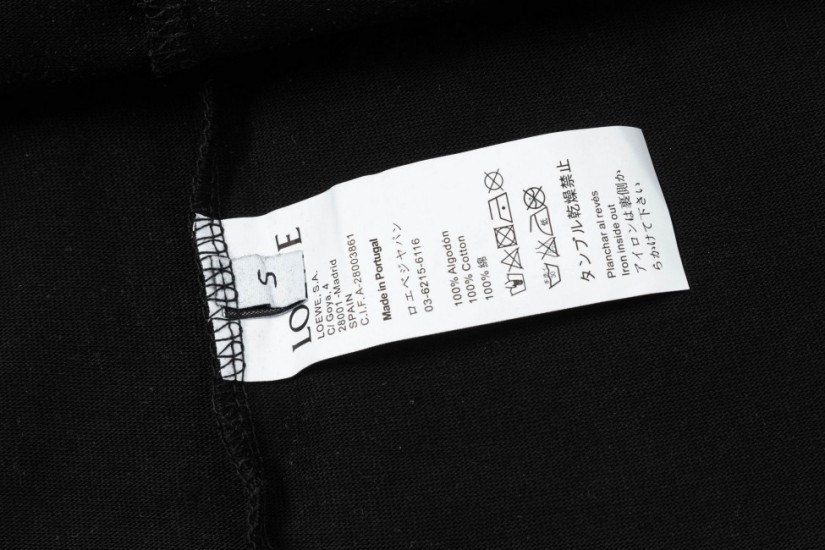 S
LO E
LOEWE, S.A.
C/ Goya, 4
28001 -Madrid
SPAIN
C.I.F. A-28003861
Made in Portugal
ロエベジャパン
03-6215-6116
100% Algodón
100% Cotton
100% 綿
タンブル乾燥禁止
Planchar al revés
Iron inside out
アイロンは裏側か
らかけて下さい